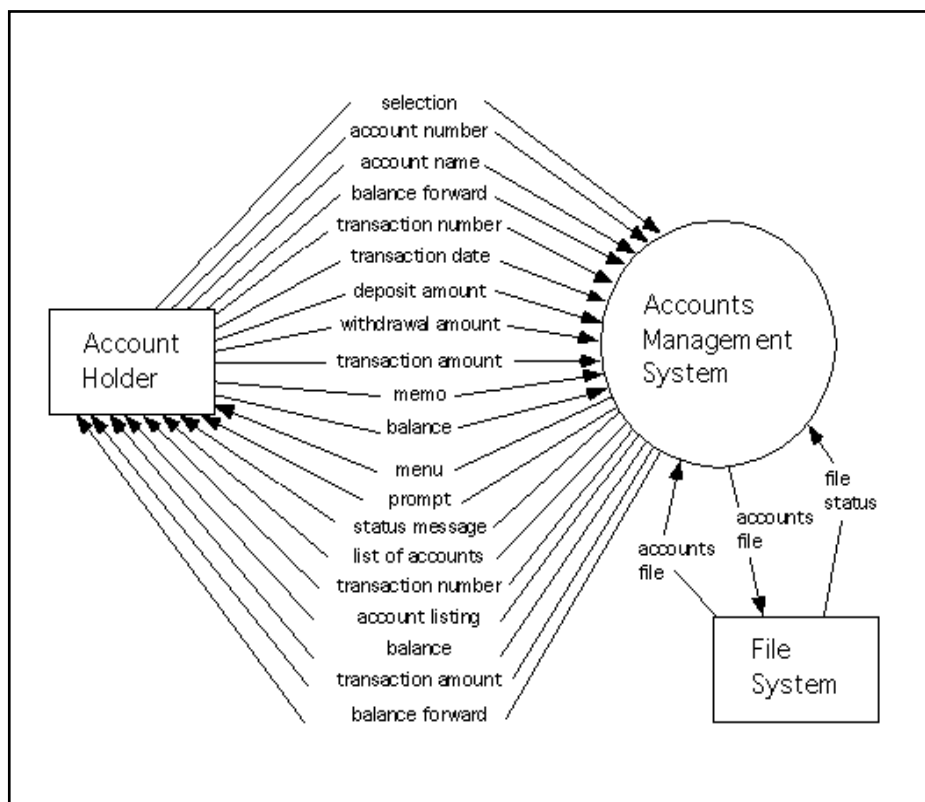 selection
account number
account name
balance forward
transaction number
transaction date
deposit amount
withdrawal amount
transaction amount
memo
balance
menu
prompt
status message
list of accounts
transaction number
account listing
balance
transaction amount
balance forward
Account
Holder
Accounts
Management
System
accounts
file
accounts
file
file
status
File
System